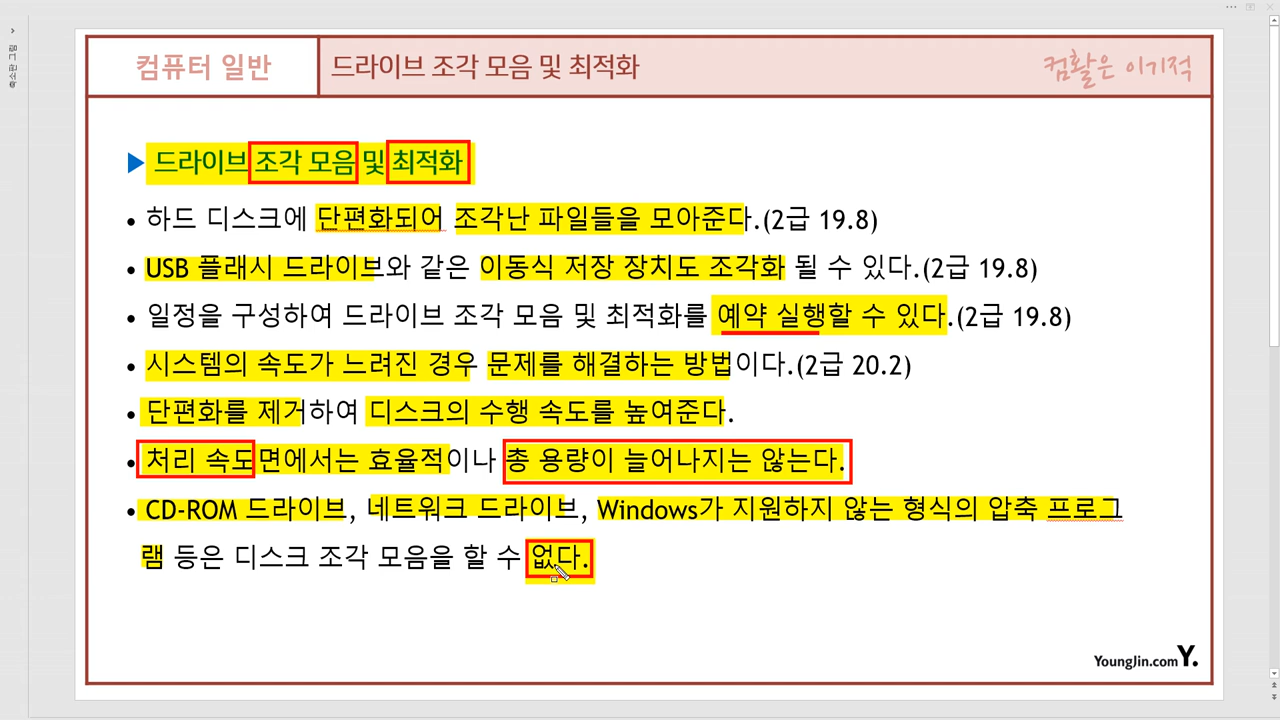 축소판 그림
컴퓨터 일반
드라이브 조각 모음 및 최적화
컴활은 이기적
▶ 드라이브 조각 모음 및 최적화
• 하드 디스크에 단편화되어 조각난 파일들을 모아준다.(2급 19.8)
• USB 플래시 드라이브와 같은 이동식 저장 장치도 조각화 될 수 있다.(2급 19.8)
• 일정을 구성하여 드라이브 조각 모음 및 최적화를 예약 실행할 수 있다.(2급 19.8)
• 시스템의 속도가 느려진 경우 문제를 해결하는 방법이다.(2급 20.2)
• 단편화를 제거하여 디스크의 수행 속도를 높여준다.
• 처리 속도면에서는 효율적이나 총 용량이 늘어나지는 않는다.
• CD-ROM 드라이브, 네트워크 드라이브, Windows가 지원하지 않는 형식의 압축 프로그
램 등은 디스크 조각 모음을 할 수 없다.
YoungJin.com Y.